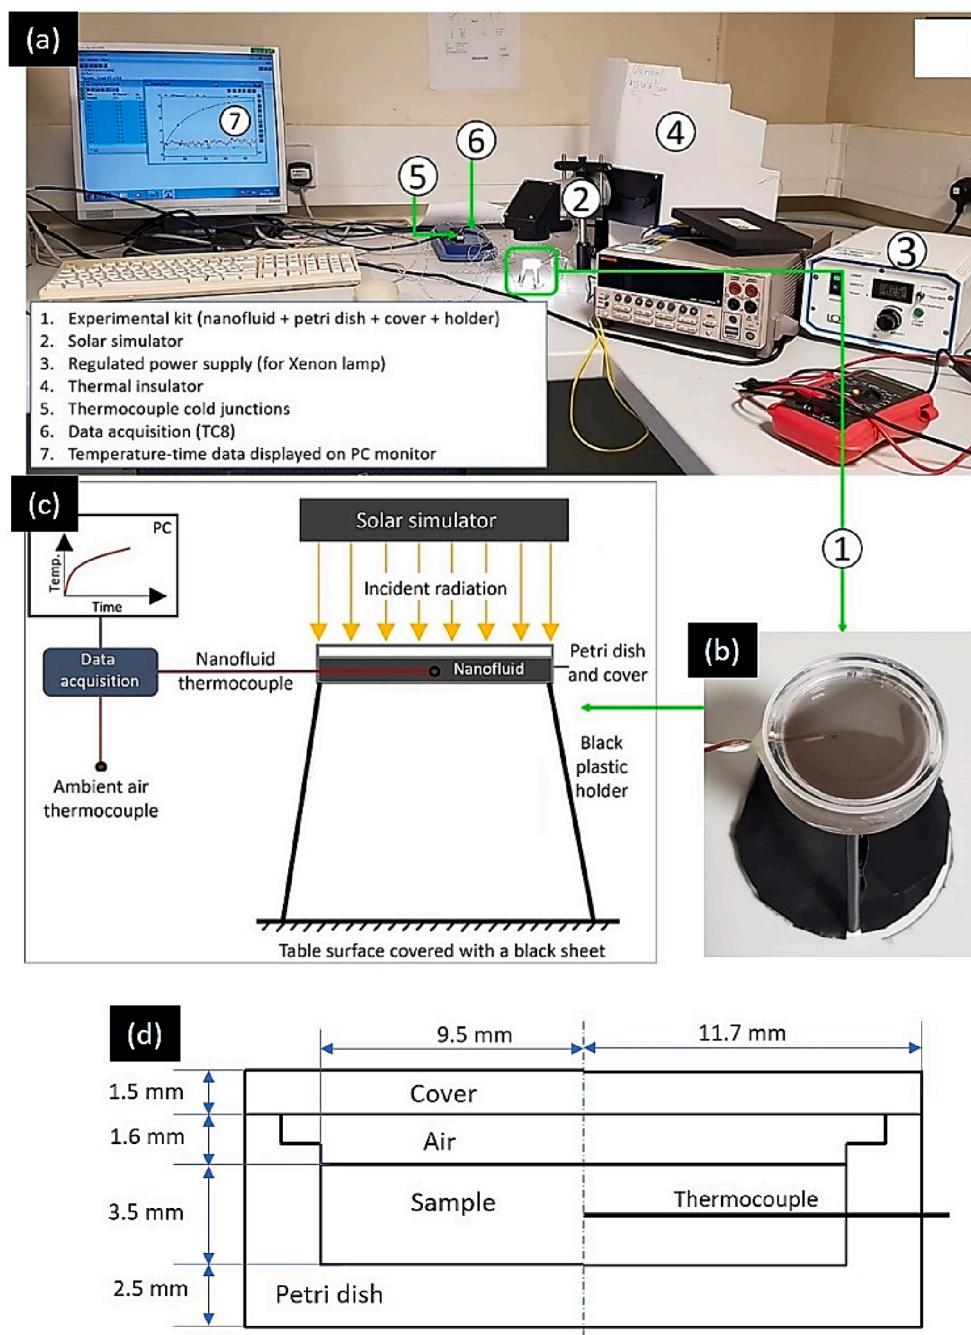 (a)
7
6
5
4
2
3
1. Experimental kit (nanofluid + petri dish + cover + holder)
2. Solar simulator
3. Regulated power supply (for Xenon lamp)
4. Thermal insulator
5. Thermocouple cold junctions
6. Data acquisition (TC8)
7. Temperature-time data displayed on PC monitor
1
(c)
PC
Temp.
Time
Data
acquisition
Nanofluid
thermocouple
Ambient air
thermocouple
Solar simulator
Incident radiation
Nanofluid
Petri dish
and cover
Black
plastic
holder
Table surface covered with a black sheet
(b)
(d)
9.5 mm
11.7 mm
1.5 mm
Cover
1.6 mm
Air
3.5 mm
Sample
Thermocouple
2.5 mm
Petri dish